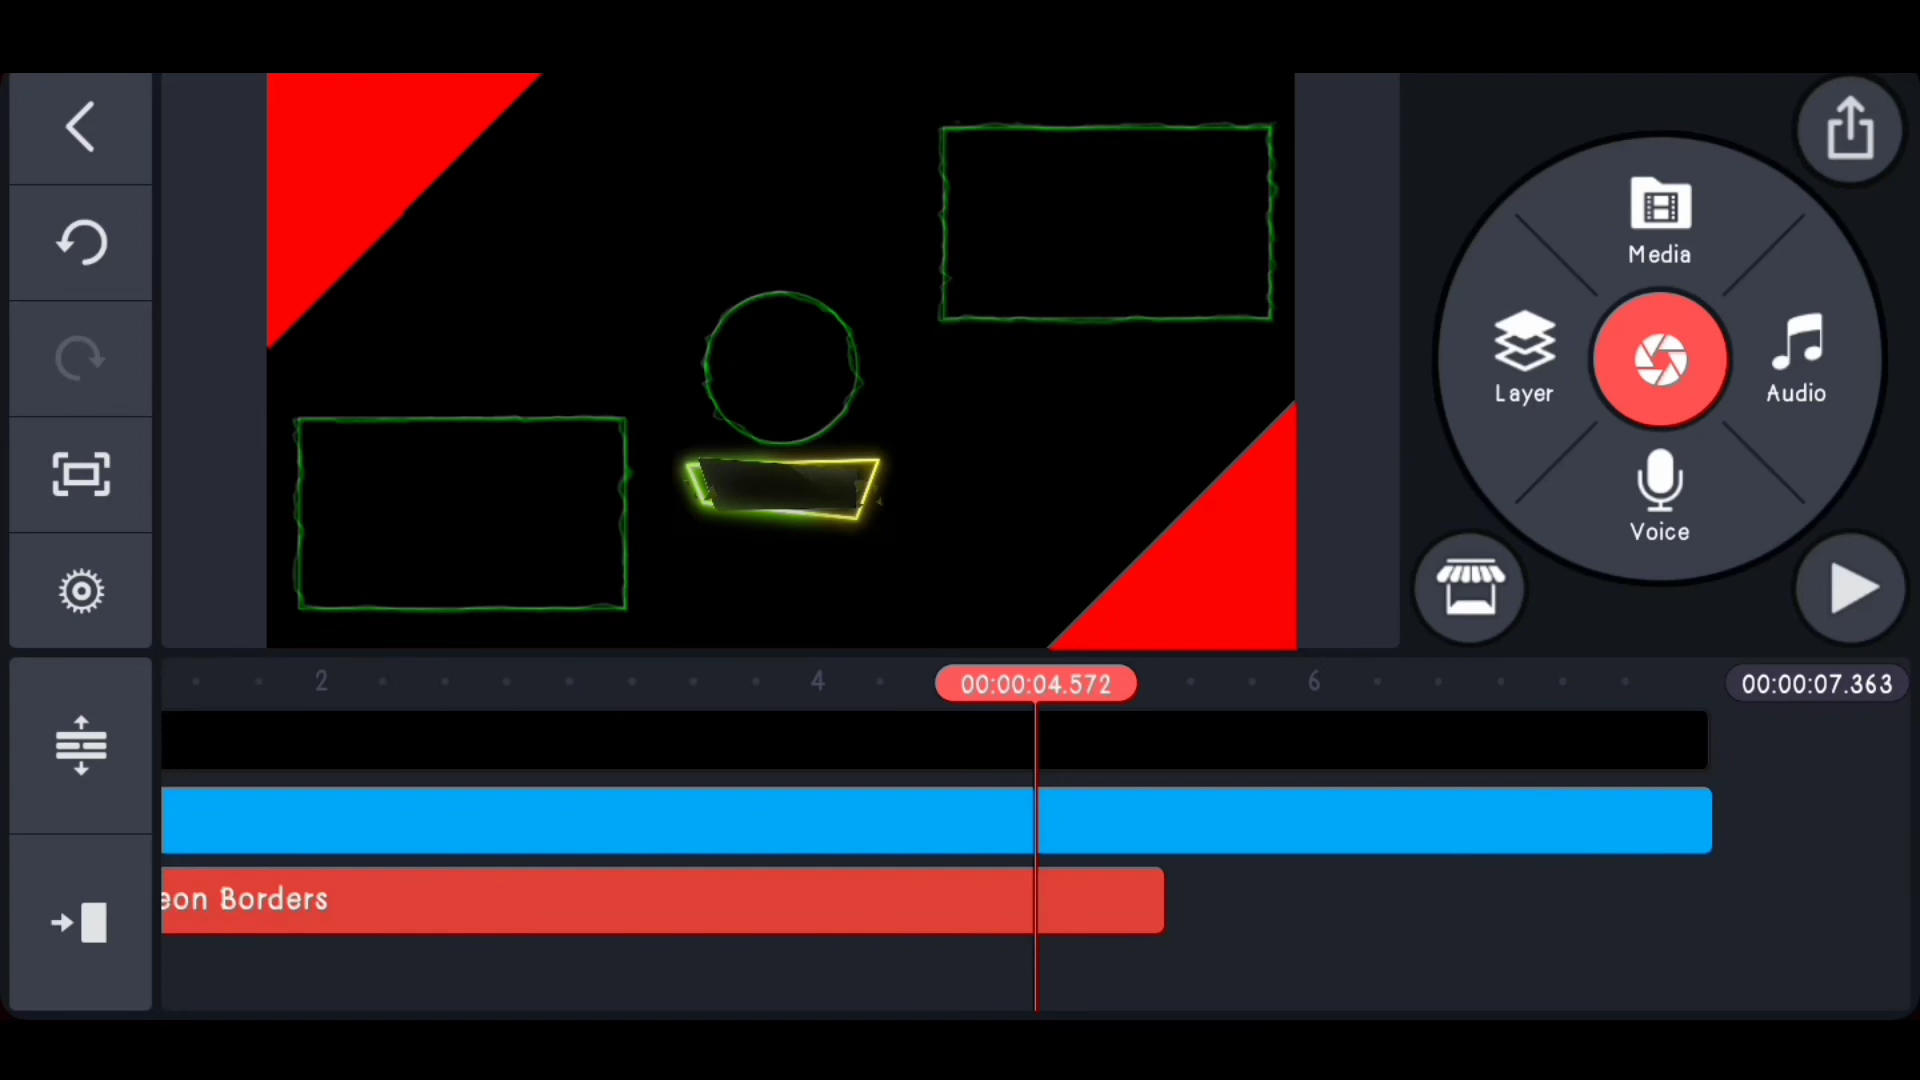 Media
Layer
Audio
Voice
2
4
00:00:04.572
6
00:00:07.363
eon Borders